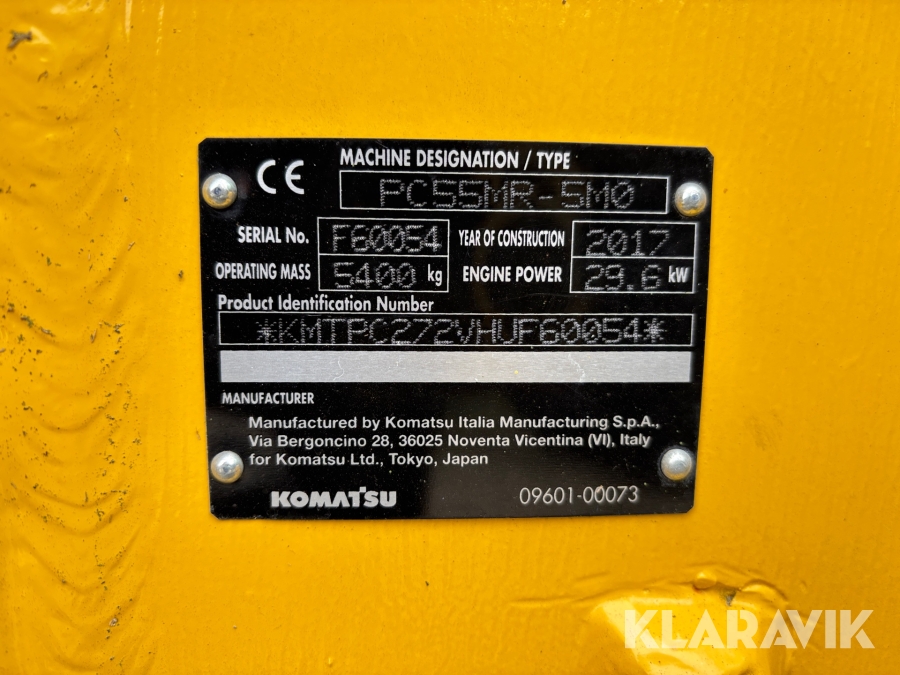 CE
MACHINE DESIGNATION / TYPE
PC55MR-5M0
SERIAL No. F60054 YEAR OF CONSTRUCTION 2017
OPERATING MASS 5400 kg ENGINE POWER 29.6 kW
Product Identification Number
*KMTPC272VHUF60054*
MANUFACTURER
Manufactured by Komatsu Italia Manufacturing S.p.A.,
Via Bergoncino 28, 36025 Noventa Vicentina (VI), Italy
for Komatsu Ltd., Tokyo, Japan
KOMATSU 09601-00073
KLARAVIK